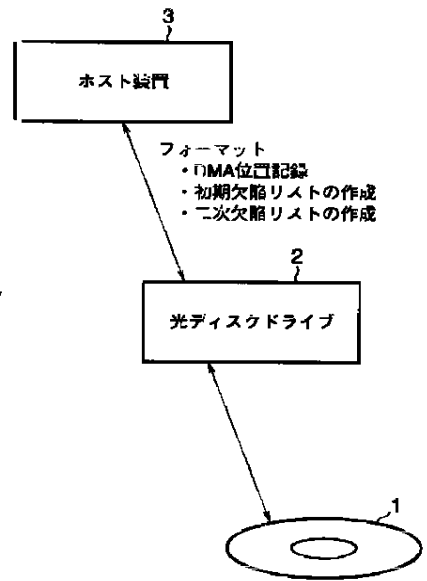 3
ホスト装置
フォーマット
・DMA位置記録
・初期欠陥リストの作成
・二次欠陥リストの作成
2
光ディスクドライブ
1